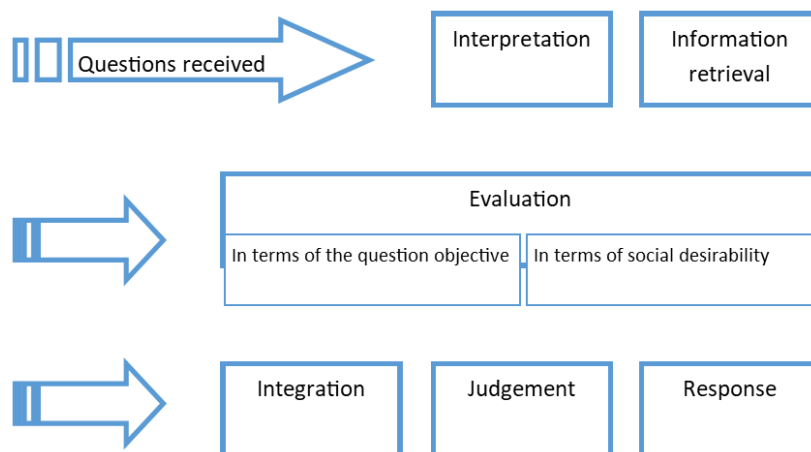 Questions received
Interpretation
Information
retrieval
Evaluation
In terms of the question objective
In terms of social desirability
Integration
Judgement
Response